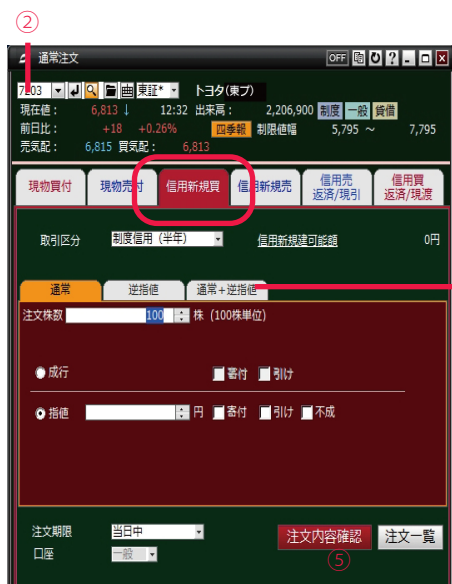 ②
通常注文 OFF
7203 東証* トヨタ(東プ)
現在値: 6,813↓ 12:32 出来高: 2,206,900 制度 一般 貸借
前日比: +18 +0.26% 四季報 制限値幅 5,795 ~ 7,795
売気配: 6,815 買気配: 6,813
現物買付 現物売付 信用新規買 信用新規売 信用売返済/現引 信用買返済/現渡
取引区分 制度信用 (半年) 信用新規建可能額 0円
通常 逆指値 通常+逆指値
注文株数 100 株 (100株単位)
成行 寄付 引け
指値 円 寄付 引け 不成
注文期限 当日中
口座 一般
注文内容確認 注文一覧
⑤